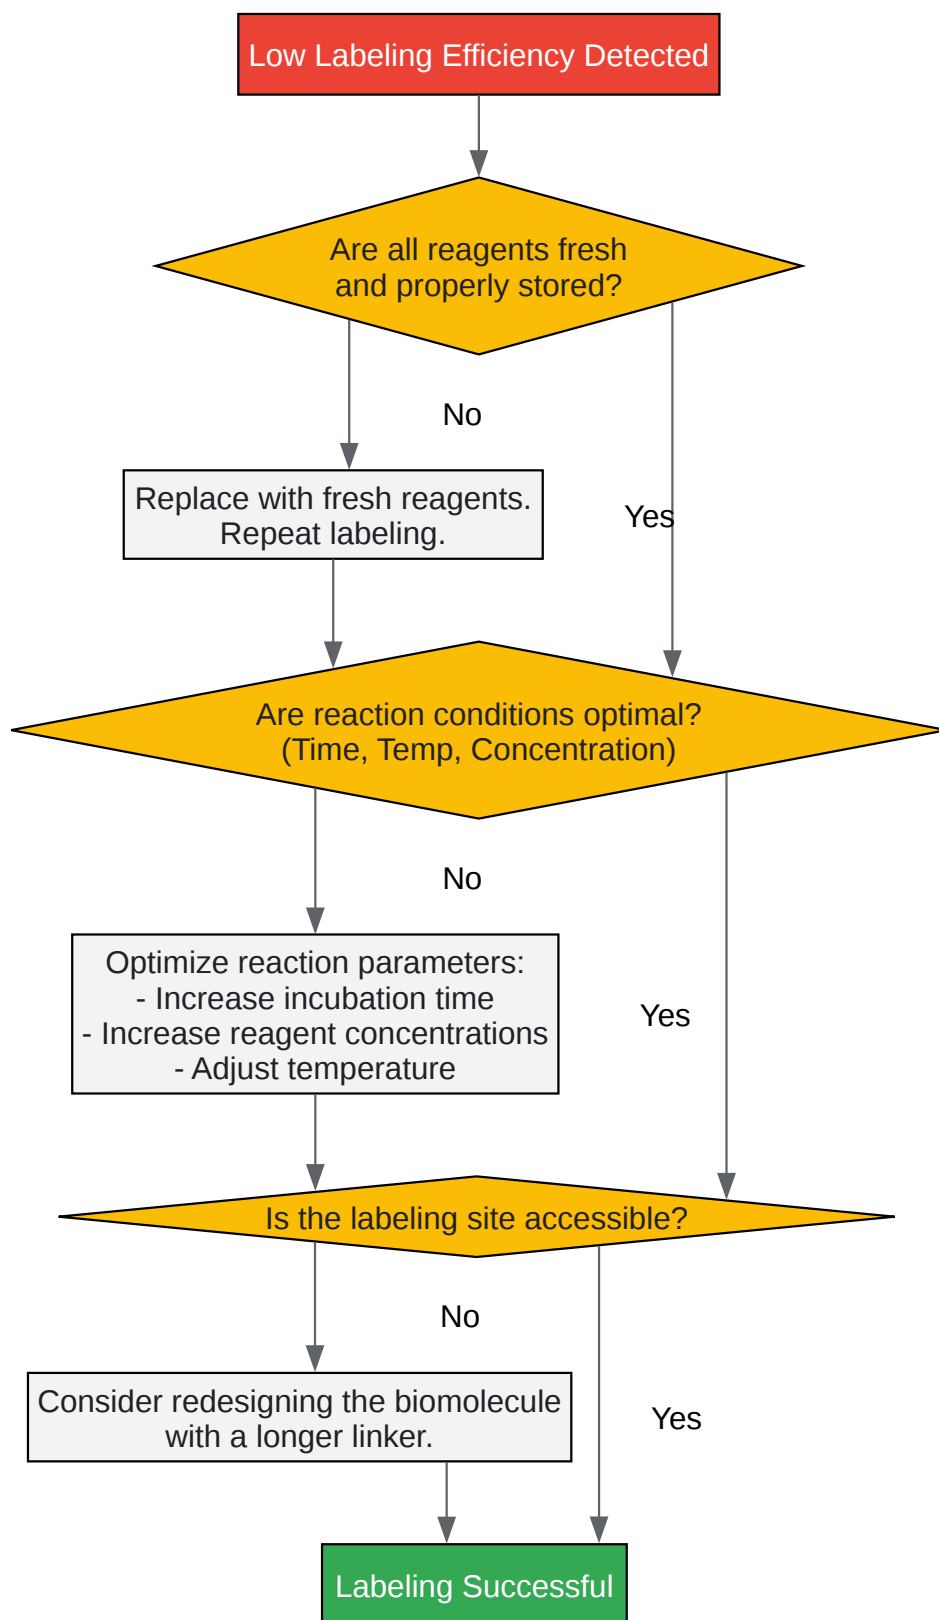 Low Labeling Efficiency Detected
Are all reagents fresh
and properly stored?
No
Replace with fresh reagents.
Repeat labeling.
Yes
Are reaction conditions optimal?
(Time, Temp, Concentration)
No
Optimize reaction parameters:
- Increase incubation time
- Increase reagent concentrations
- Adjust temperature
Yes
Is the labeling site accessible?
No
Consider redesigning the biomolecule
with a longer linker.
Yes
Labeling Successful